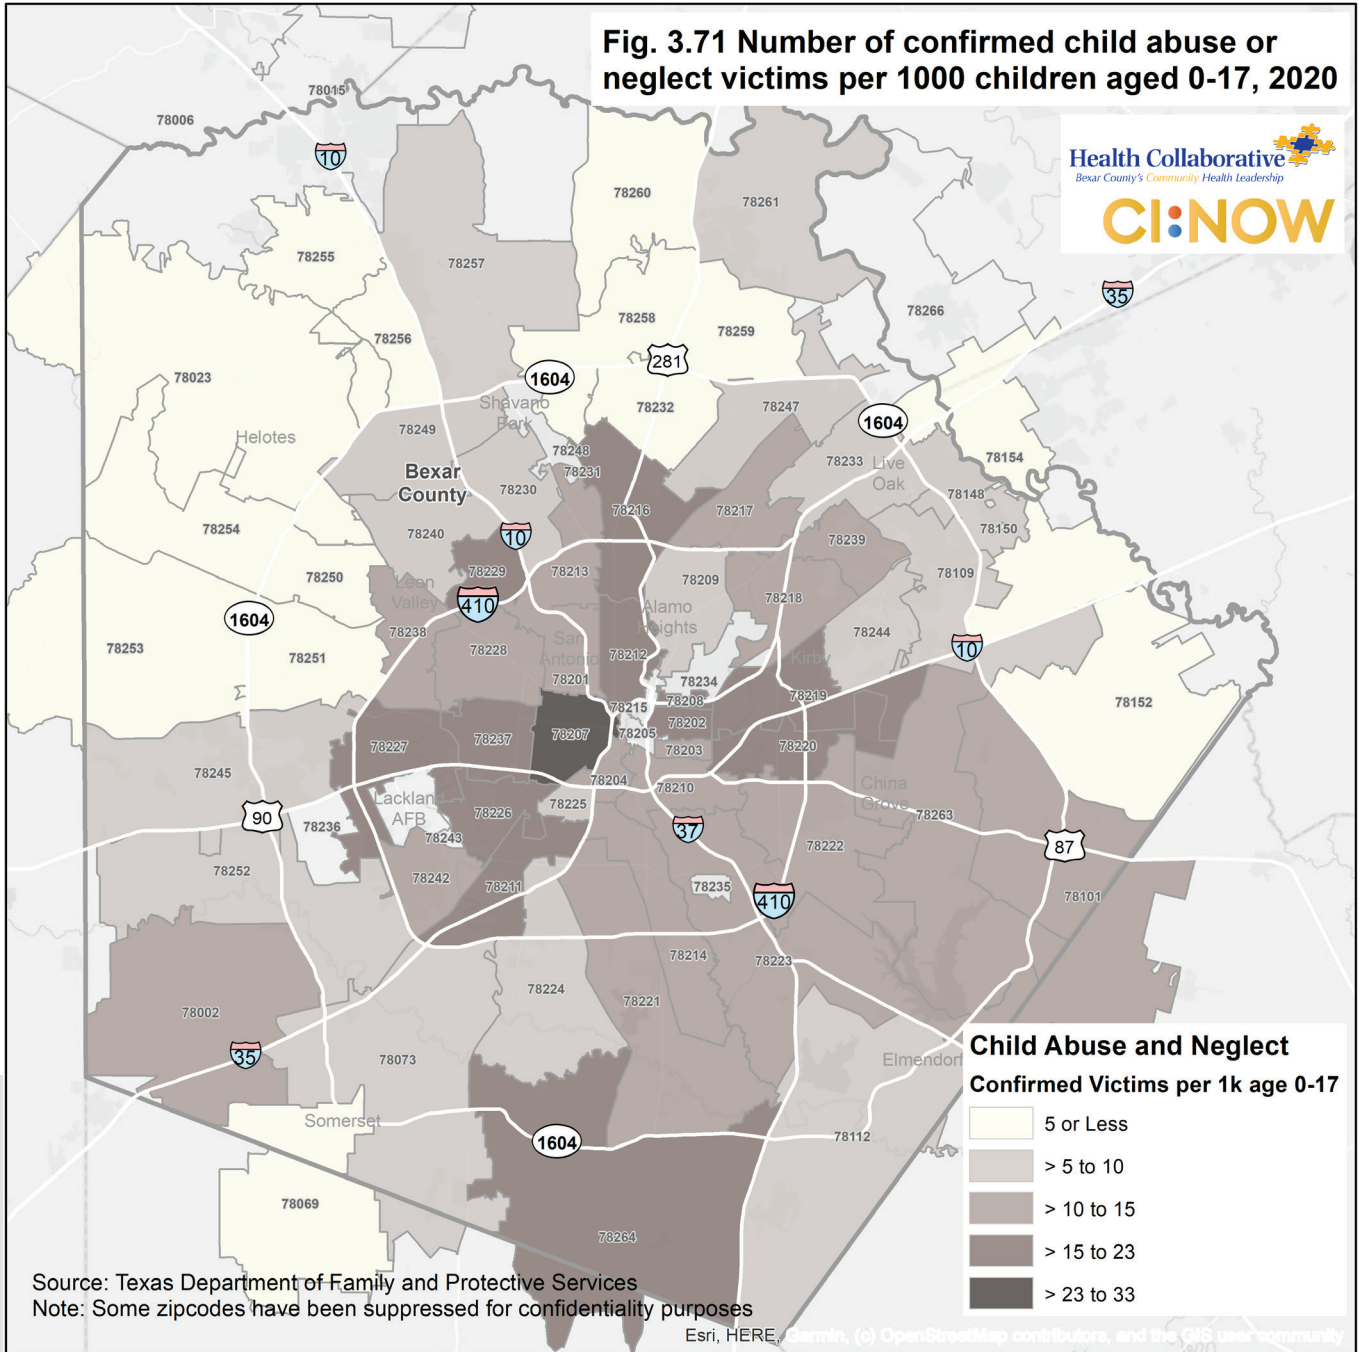 Fig. 3.71 Number of confirmed child abuse or
neglect victims per 1000 children aged 0-17, 2020
Health Collaborative
Bexar County's Community Health Leadership
CI:NOW
78015
78006
10
78260
78261
78255
78257
35
78266
78258
78259
78256
281
1604
78023
Shavano
Park
78232
78247
1604
78249
Helotes
78248
78231
78233
Live
Oak
78154
Bexar
County
78230
78148
78216
78217
78150
78254
78240
10
78239
78229
78213
78209
78109
78250
Leon
Valley
410
78218
1604
Alamo
Heights
78238
78244
78253
78251
78228
San
Antonio
78212
Kirby
10
78201
78234
78219
78152
78215
78208
78207
78205
78202
78227
78237
78203
78220
78245
78204
78210
China
Grove
Lackland
AFB
78225
78226
78263
90
78236
78243
37
87
78222
78252
78242
78211
78235
410
78101
78214
78223
78224
78221
78002
35
78073
Elmendorf
Somerset
1604
78112
78069
78264
Child Abuse and Neglect
Confirmed Victims per 1k age 0-17
5 or Less
> 5 to 10
> 10 to 15
> 15 to 23
> 23 to 33
Source: Texas Department of Family and Protective Services
Note: Some zipcodes have been suppressed for confidentiality purposes
Esri, HERE, Garmin, (c) OpenStreetMap contributors, and the GIS user community